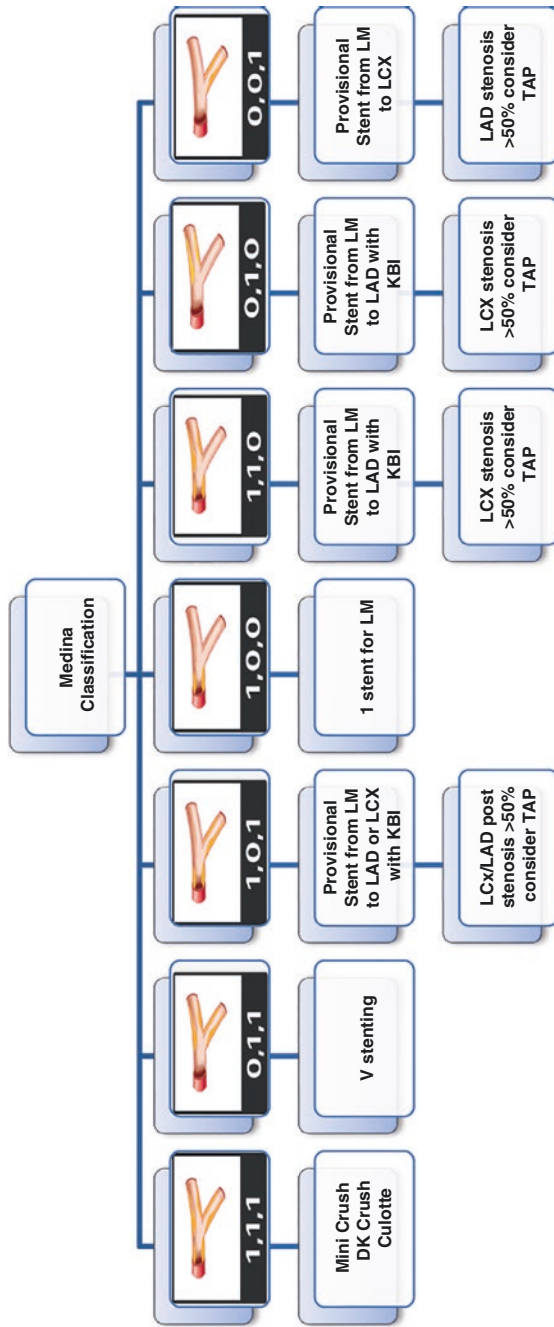 Medina
Classification
1,1,1
0,1,1
1,0,1
1,0,0
1,1,0
0,1,0
0,0,1
Mini Crush
DK Crush
Culotte
V stenting
Provisional
Stent from LM
to LAD or LCX
with KBI
1 stent for LM
Provisional
Stent from LM
to LAD with
KBI
Provisional
Stent from LM
to LAD with
KBI
Provisional
Stent from LM
to LCX
LCx/LAD post
stenosis >50%
consider TAP
LCX stenosis
>50% consider
TAP
LCX stenosis
>50% consider
TAP
LAD stenosis
>50% consider
TAP